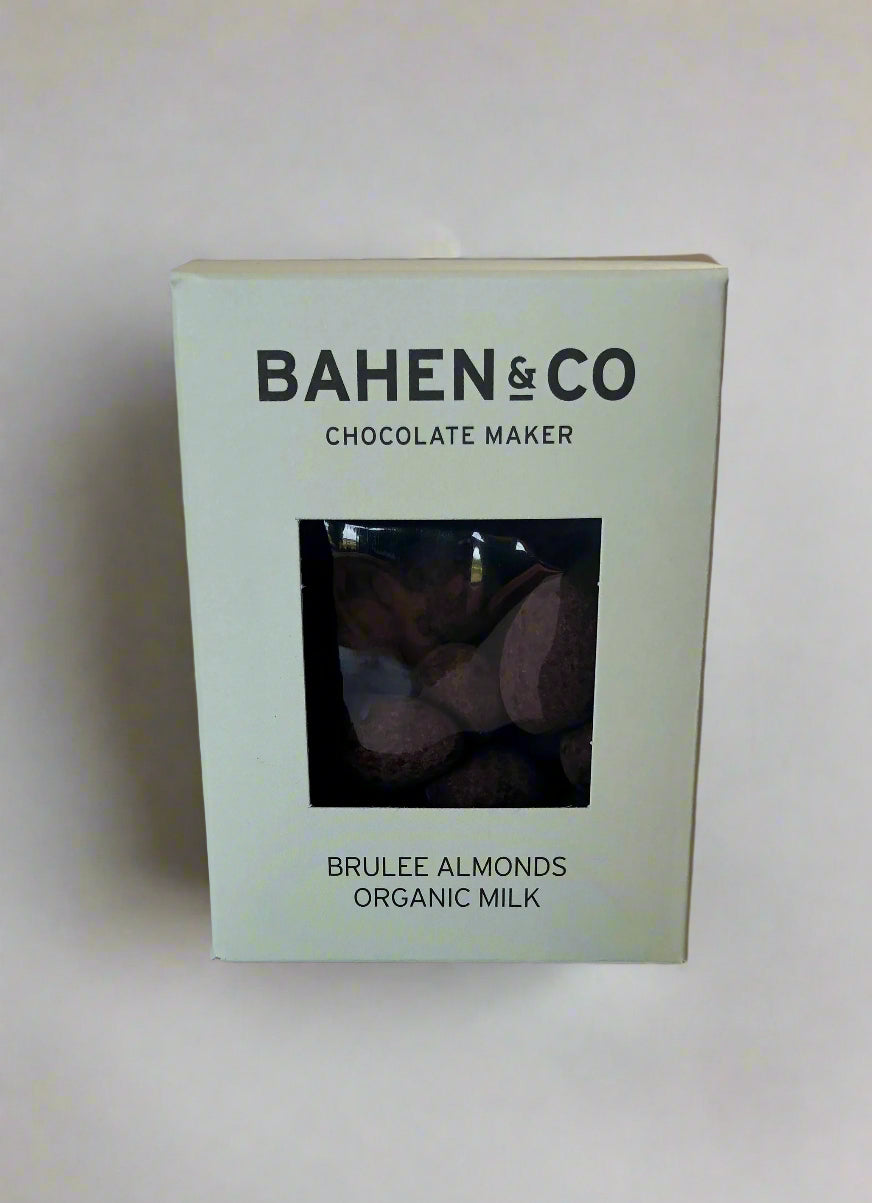 BAHEN & CO
CHOCOLATE MAKER
BRULEE ALMONDS
ORGANIC MILK